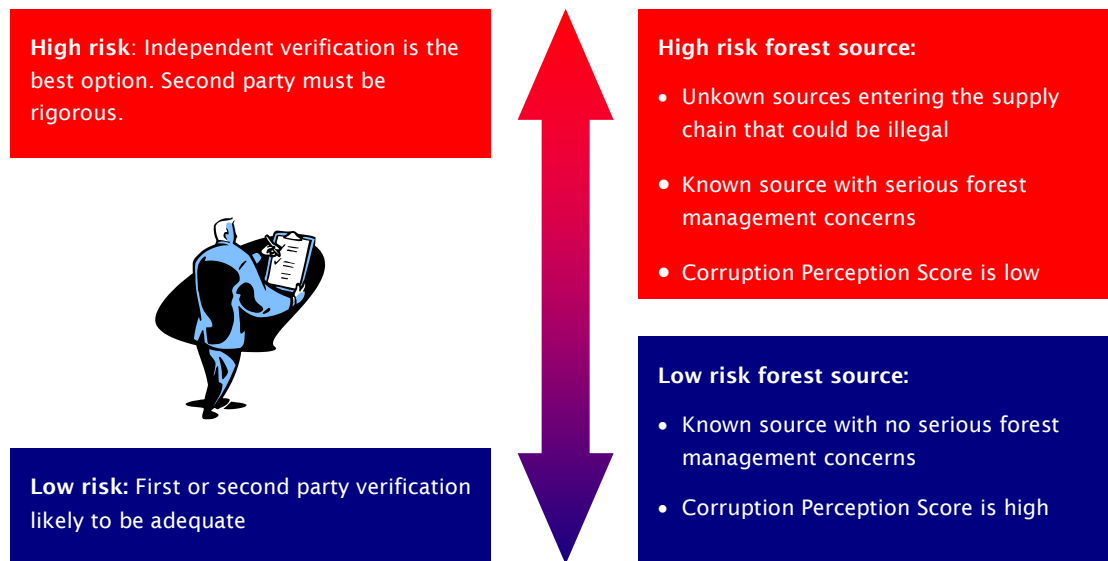 High risk: Independent verification is the
best option. Second party must be
rigorous.
High risk forest source:
• Unkown sources entering the supply
chain that could be illegal
• Known source with serious forest
management concerns
• Corruption Perception Score is low
Low risk forest source:
• Known source with no serious forest
management concerns
• Corruption Perception Score is high
Low risk: First or second party verification
likely to be adequate